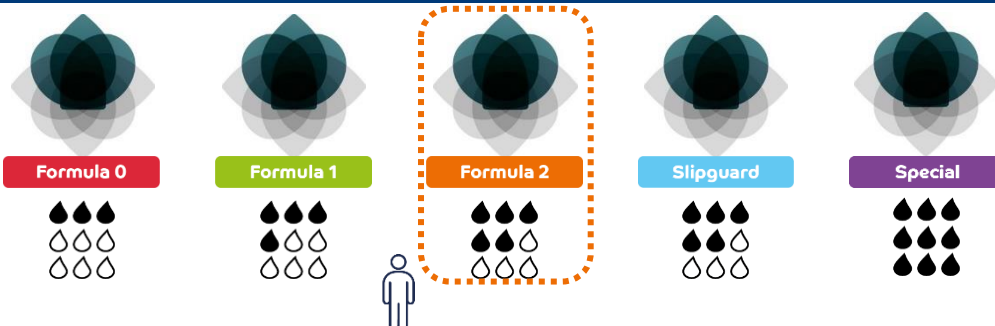 Formula 0
Formula 1
Formula 2
Slipguard
Special